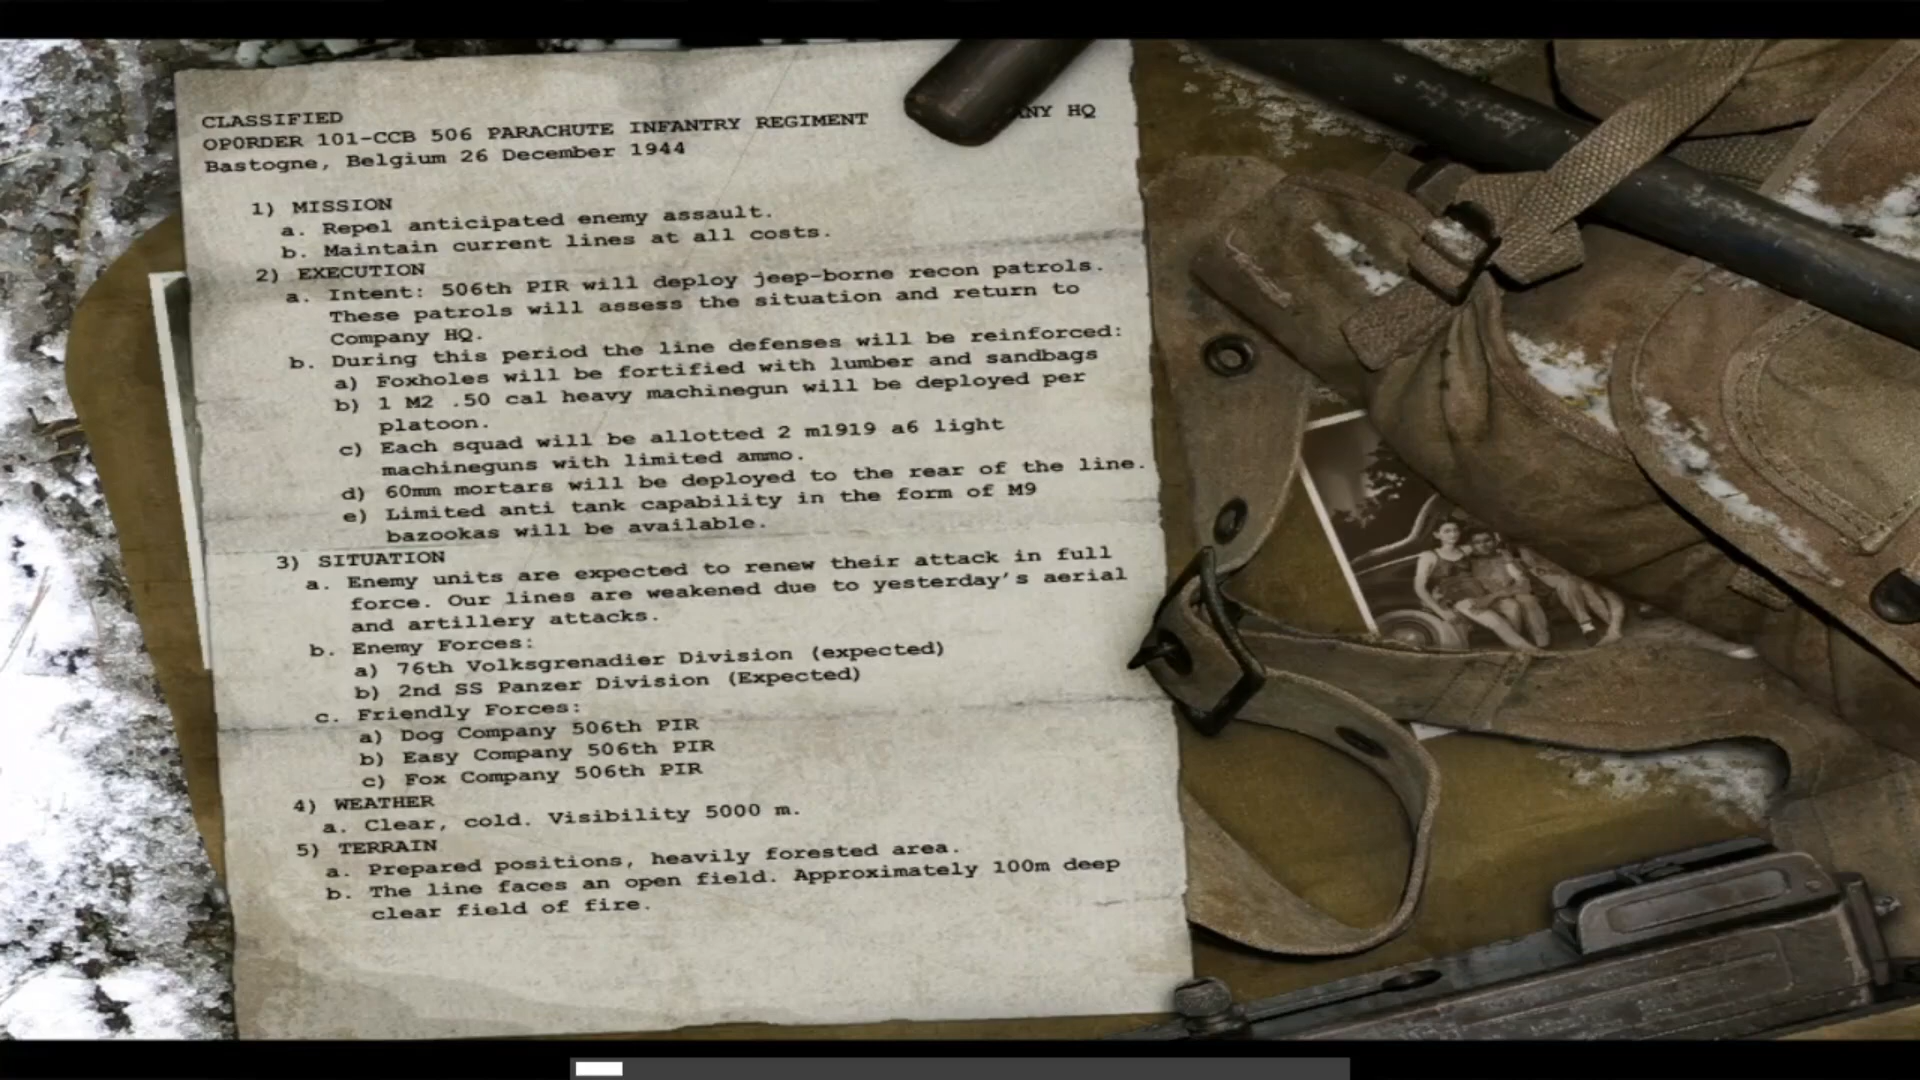 CLASSIFIED
OPORDER 101-CCB 506 PARACHUTE INFANTRY REGIMENT HQ
Bastogne, Belgium 26 December 1944
1) MISSION
a. Repel anticipated enemy assault.
b. Maintain current lines at all costs.
2) EXECUTION
a. Intent: 506th PIR will deploy jeep-borne recon patrols.
These patrols will assess the situation and return to
Company HQ.
b. During this period the line defenses will be reinforced:
a) Foxholes will be fortified with lumber and sandbags
b) 1 M2 .50 cal heavy machinegun will be deployed per
platoon.
c) Each squad will be allotted 2 m1919 a6 light
machineguns with limited ammo.
d) 60mm mortars will be deployed to the rear of the line.
e) Limited anti tank capability in the form of M9
bazookas will be available.
3) SITUATION
a. Enemy units are expected to renew their attack in full
force. Our lines are weakened due to yesterday's aerial
and artillery attacks.
b. Enemy Forces:
a) 76th Volksgrenadier Division (expected)
b) 2nd SS Panzer Division (Expected)
c. Friendly Forces:
a) Dog Company 506th PIR
b) Easy Company 506th PIR
c) Fox Company 506th PIR
4) WEATHER
a. Clear, cold. Visibility 5000 m.
5) TERRAIN
a. Prepared positions, heavily forested area.
b. The line faces an open field. Approximately 100m deep
clear field of fire.